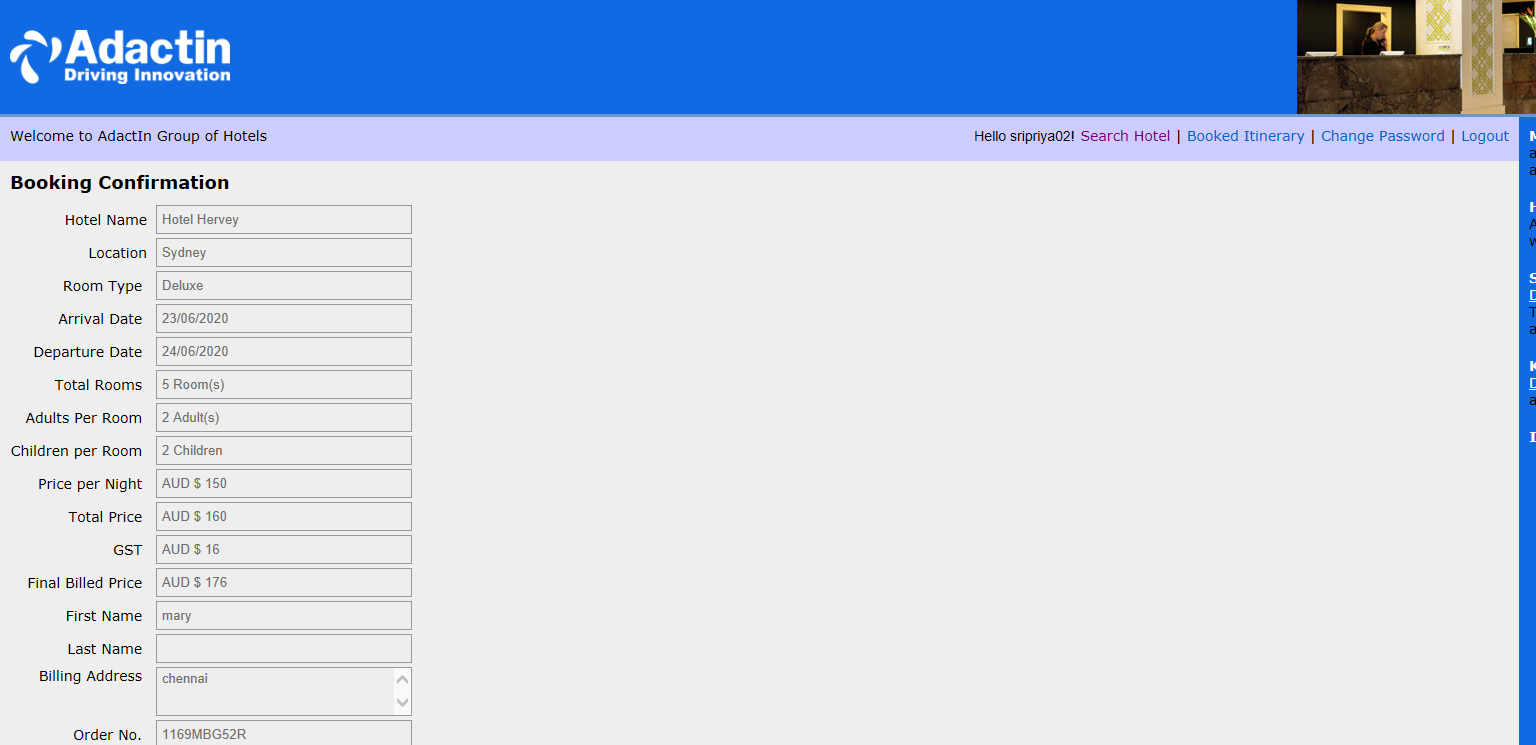 Adactin
Driving Innovation
Welcome to AdactIn Group of Hotels
Hello sripriya02! Search Hotel | Booked Itinerary | Change Password | Logout
Booking Confirmation
Hotel Name Hotel Hervey
Location Sydney
Room Type Deluxe
Arrival Date 23/06/2020
Departure Date 24/06/2020
Total Rooms 5 Room(s)
Adults Per Room 2 Adult(s)
Children per Room 2 Children
Price per Night AUD $ 150
Total Price AUD $ 160
GST AUD $ 16
Final Billed Price AUD $ 176
First Name mary
Last Name
Billing Address chennai
Order No. 1169MBG52R